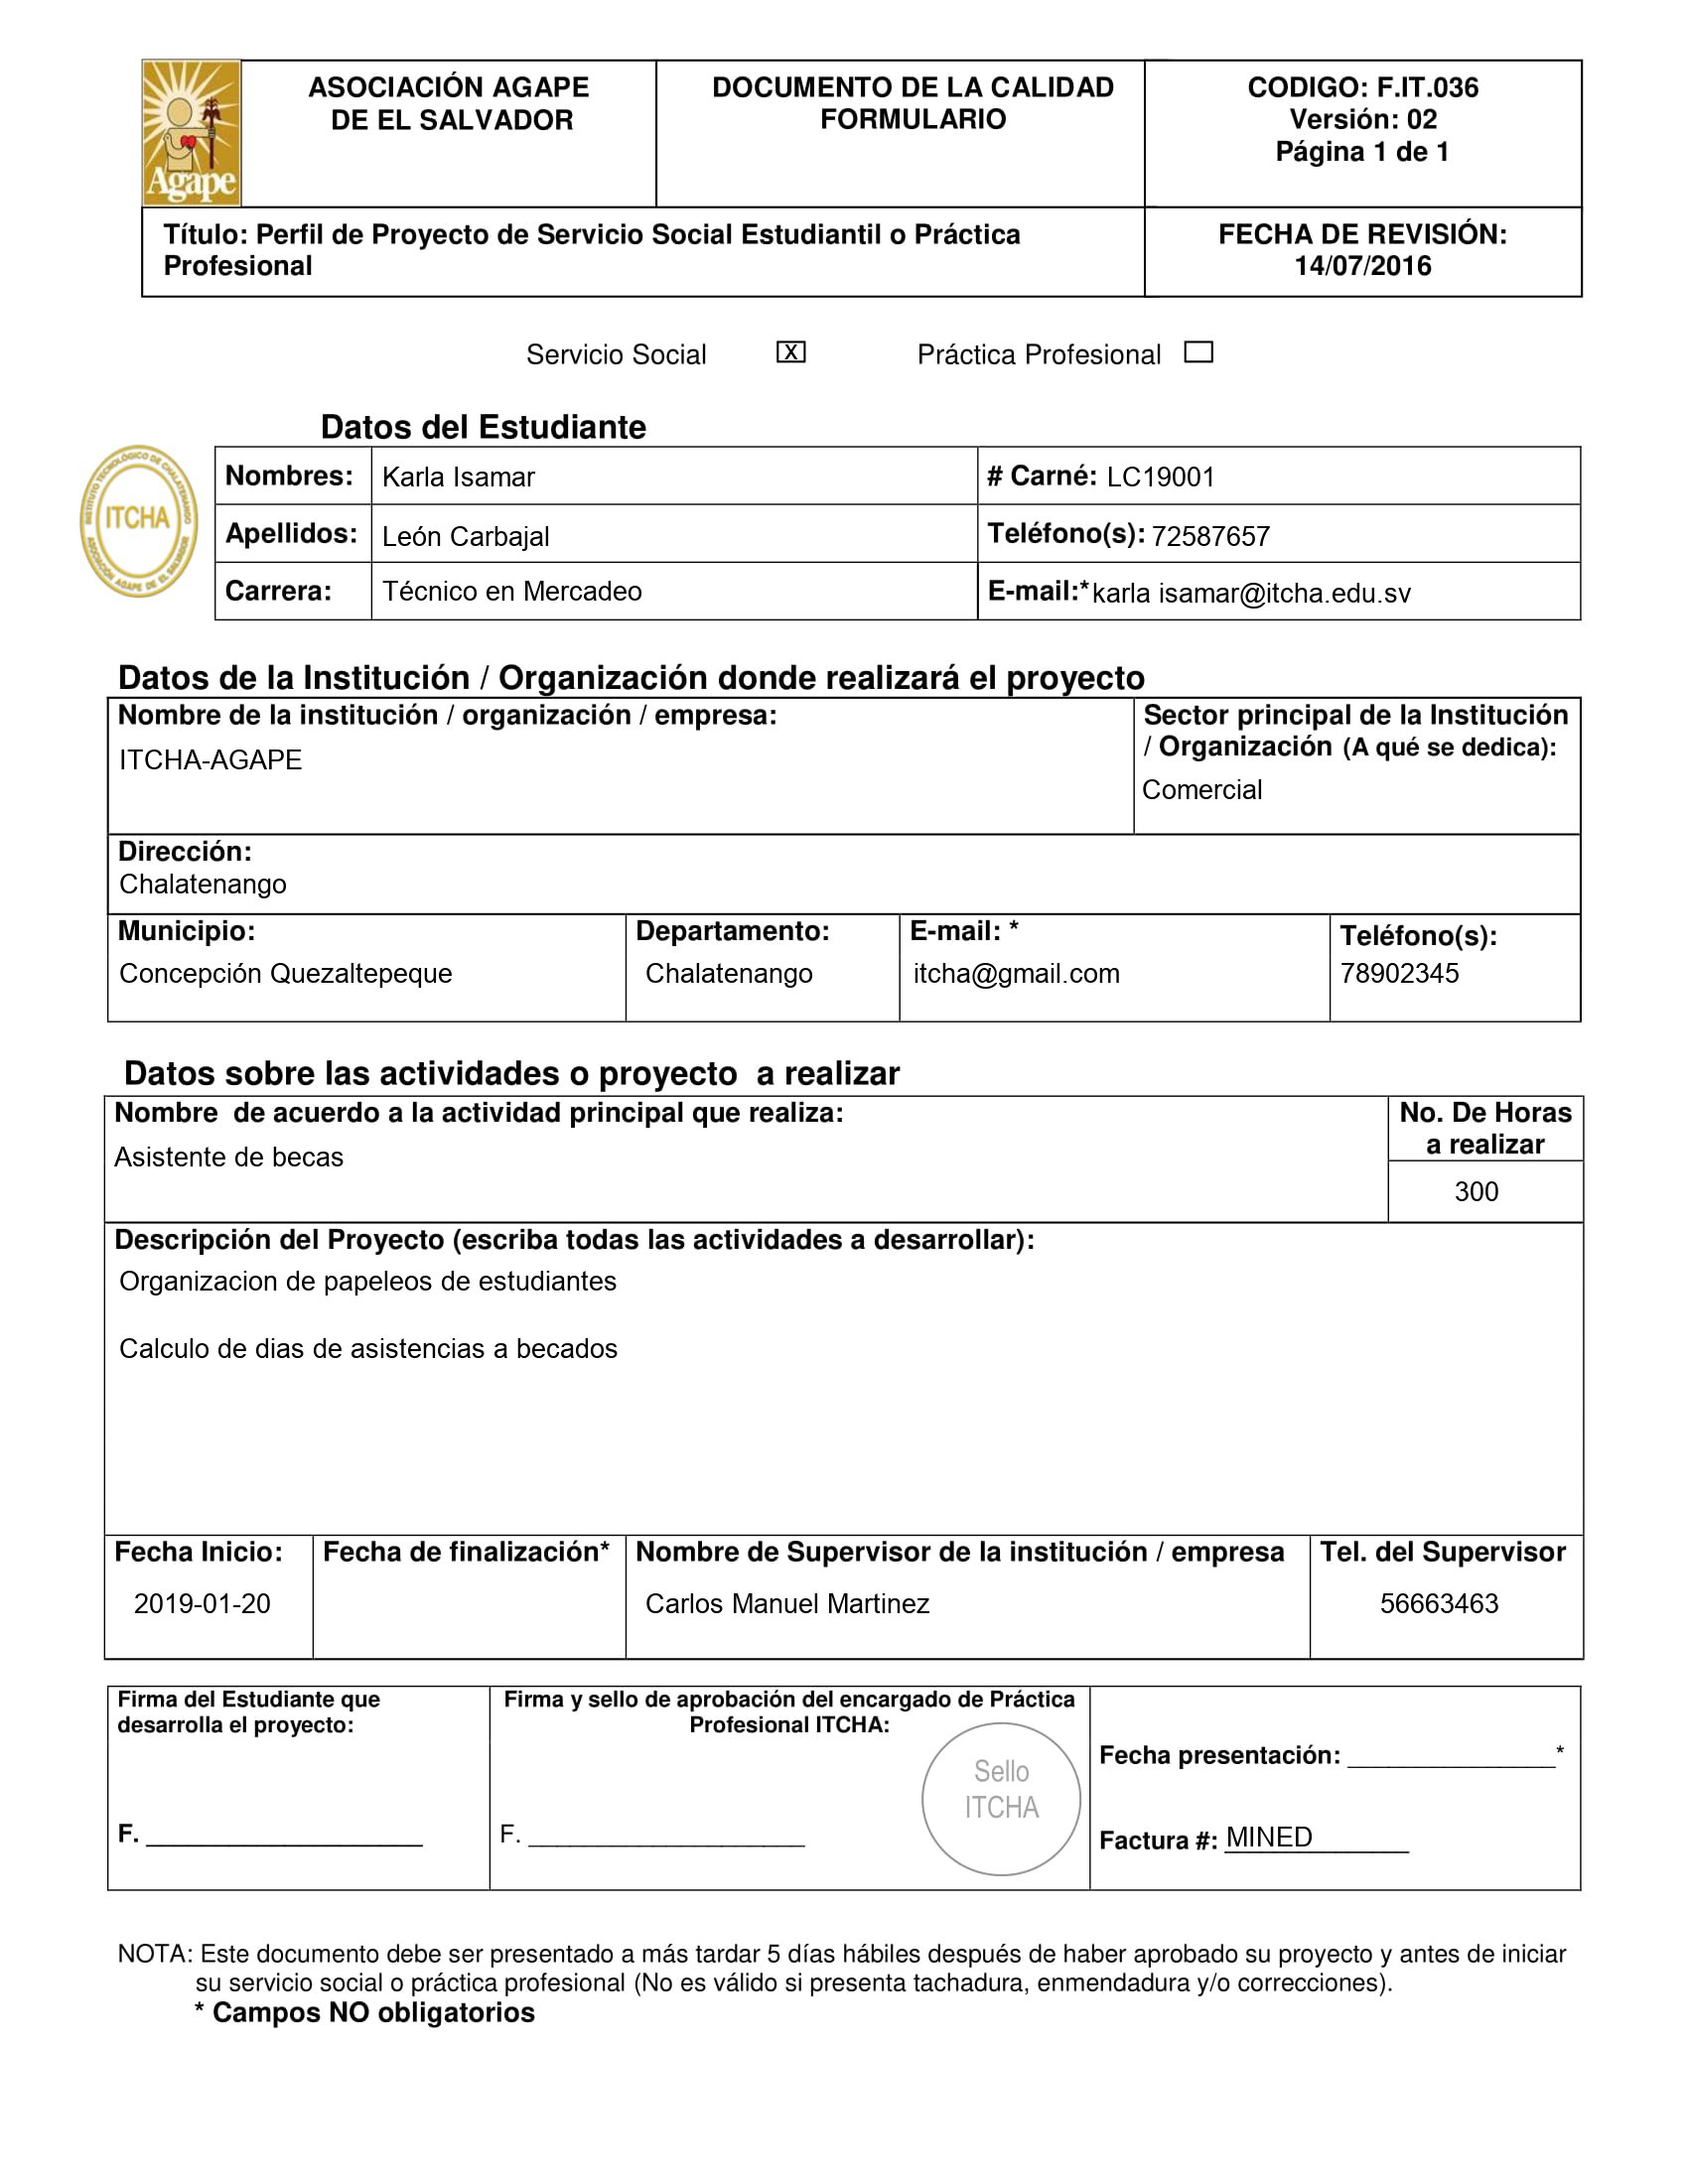 Agape
ASOCIACIÓN AGAPE
DE EL SALVADOR
DOCUMENTO DE LA CALIDAD
FORMULARIO
CODIGO: F.IT.036
Versión: 02
Página 1 de 1
Título: Perfil de Proyecto de Servicio Social Estudiantil o Práctica
Profesional
FECHA DE REVISIÓN:
14/07/2016
Servicio Social X Práctica Profesional
Datos del Estudiante
INSTITUTO TECNOLÓGICO DE CHALATENANGO
ITCHA
ASOCIACIÓN AGAPE DE EL SALVADOR
Nombres: Karla Isamar # Carné: LC19001
Apellidos: León Carbajal Teléfono(s): 72587657
Carrera: Técnico en Mercadeo E-mail:* karla isamar@itcha.edu.sv
Datos de la Institución / Organización donde realizará el proyecto
Nombre de la institución / organización / empresa:
ITCHA-AGAPE
Sector principal de la Institución
/ Organización (A qué se dedica):
Comercial
Dirección:
Chalatenango
Municipio: Departamento: E-mail: * Teléfono(s):
Concepción Quezaltepeque Chalatenango itcha@gmail.com 78902345
Datos sobre las actividades o proyecto a realizar
Nombre de acuerdo a la actividad principal que realiza:
Asistente de becas
No. De Horas
a realizar
300
Descripción del Proyecto (escriba todas las actividades a desarrollar):
Organizacion de papeleos de estudiantes
Calculo de dias de asistencias a becados
Fecha Inicio: Fecha de finalización* Nombre de Supervisor de la institución / empresa Tel. del Supervisor
2019-01-20 Carlos Manuel Martinez 56663463
Firma del Estudiante que
desarrolla el proyecto:
F. ____________________
Firma y sello de aprobación del encargado de Práctica
Profesional ITCHA:
Sello
ITCHA
F. ____________________
Fecha presentación: _______________*
Factura #: MINED
NOTA: Este documento debe ser presentado a más tardar 5 días hábiles después de haber aprobado su proyecto y antes de iniciar
su servicio social o práctica profesional (No es válido si presenta tachadura, enmendadura y/o correcciones).
* Campos NO obligatorios